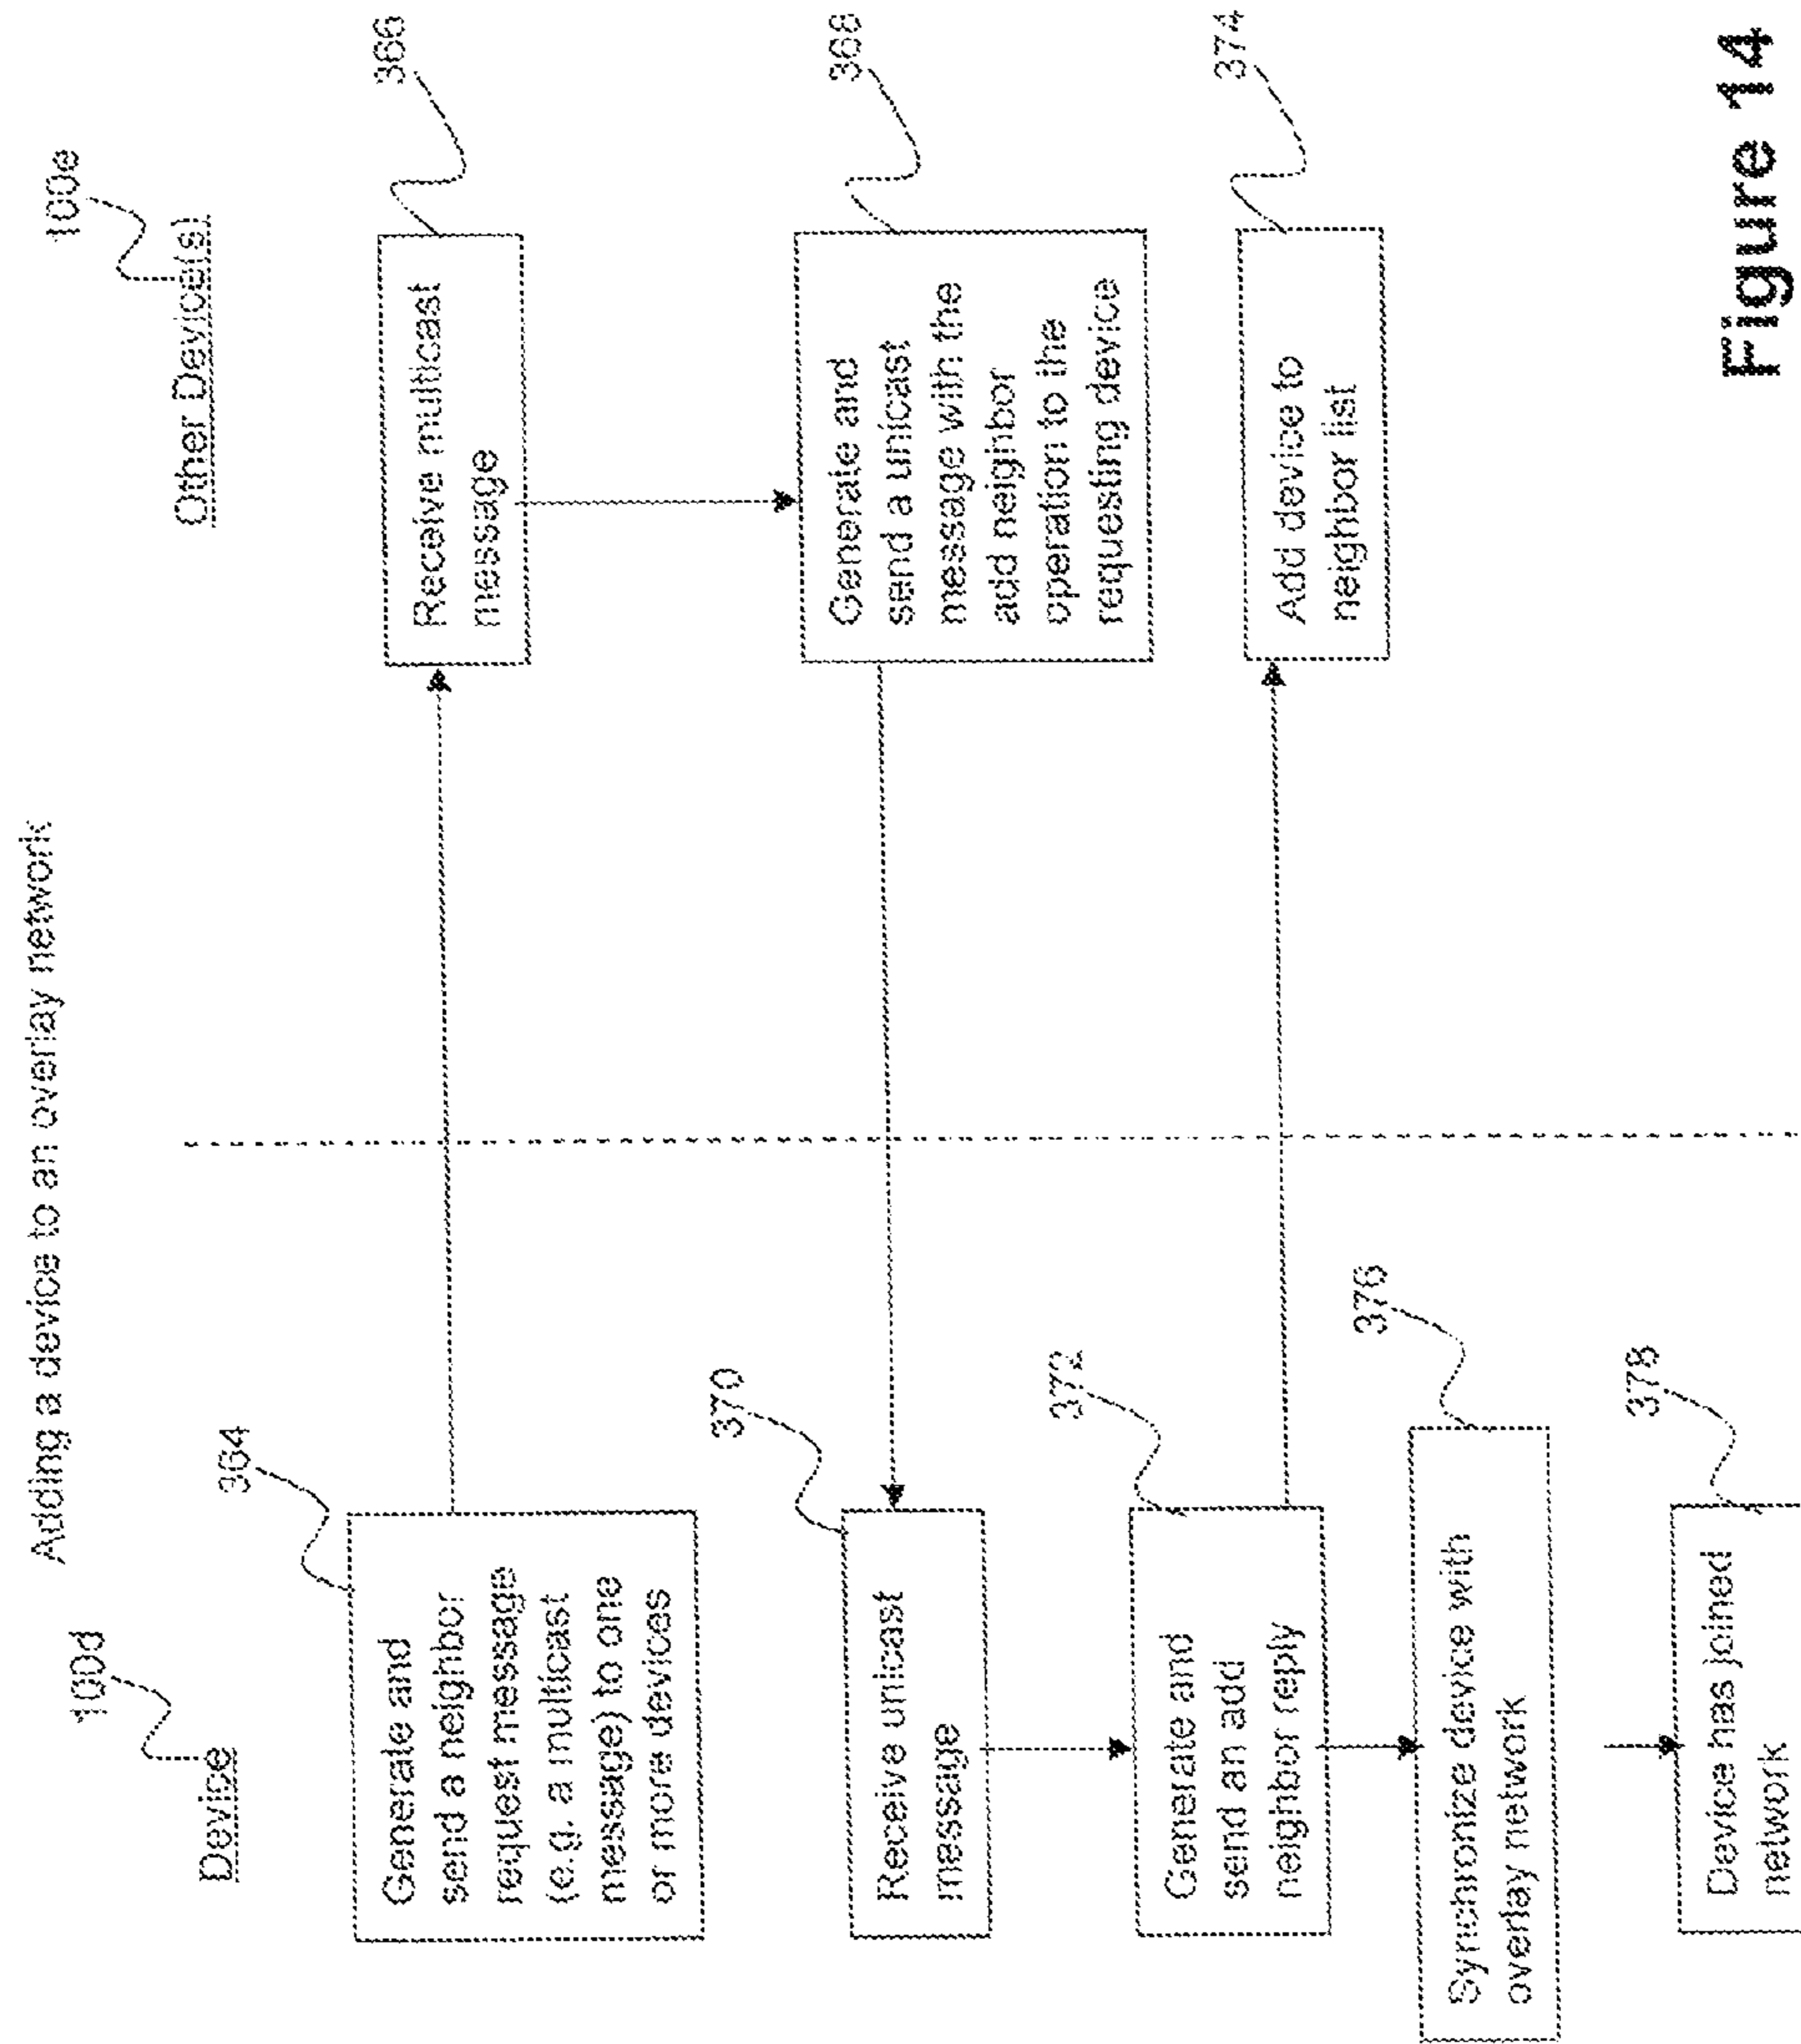 Adding a device to an overlay network
100d
Device
100e
Other Device(s)
364
Generate and
send a neighbor
request message
(e.g. a multicast
message) to one
or more devices
366
Receive multicast
message
368
Generate and
send a unicast
message with the
add neighbor
operation to the
requesting device
370
Receive unicast
message
372
Generate and
send an add
neighbor reply
374
Add device to
neighbor list
376
Synchronize device with
overlay network
378
Device has joined
network
Figure 14